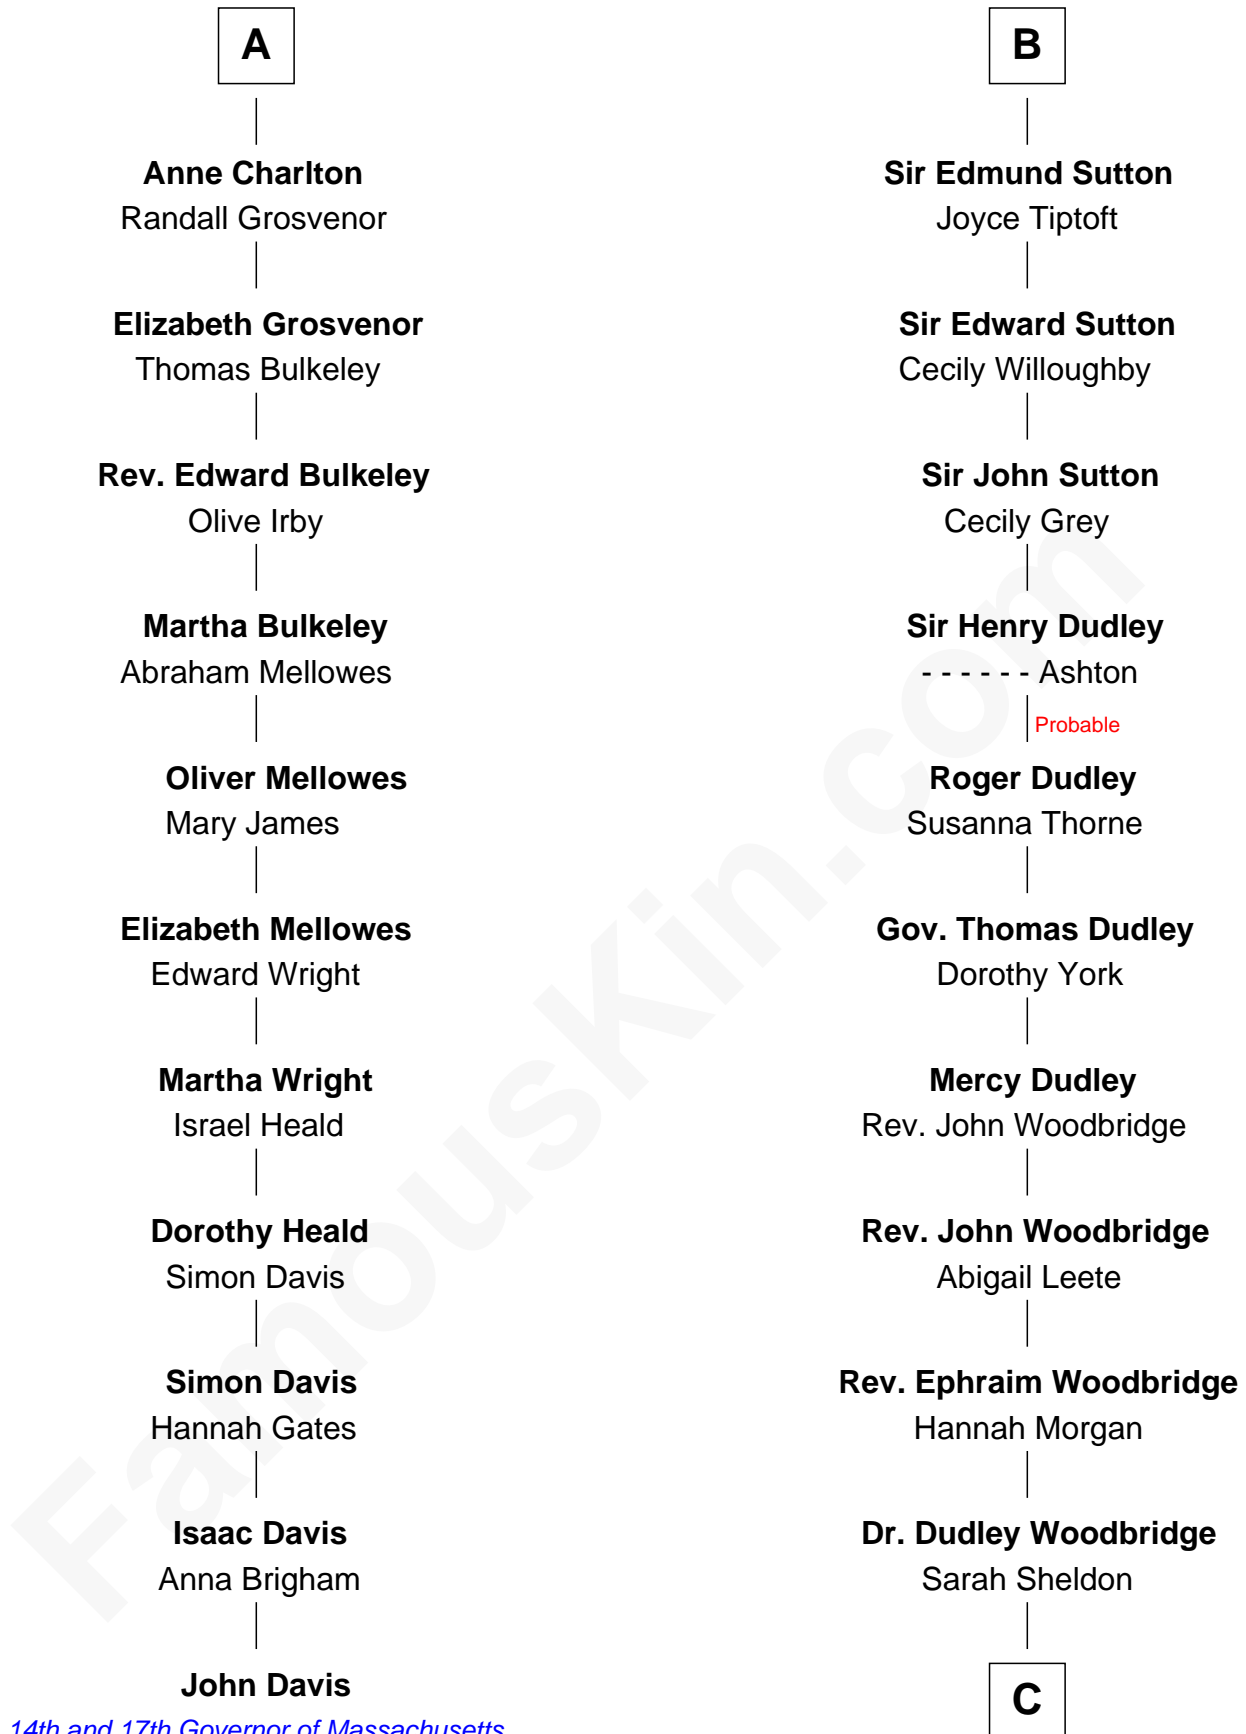 A
Anne Charlton
Randall Grosvenor
Elizabeth Grosvenor
Thomas Bulkeley
Rev. Edward Bulkeley
Olive Irby
Martha Bulkeley
Abraham Mellowes
Oliver Mellowes
Mary James
Elizabeth Mellowes
Edward Wright
Martha Wright
Israel Heald
Dorothy Heald
Simon Davis
Simon Davis
Hannah Gates
Isaac Davis
Anna Brigham
John Davis
14th and 17th Governor of Massachusetts
B
Sir Edmund Sutton
Joyce Tiptoft
Sir Edward Sutton
Cecily Willoughby
Sir John Sutton
Cecily Grey
Sir Henry Dudley
- - - - - - Ashton
Probable
Roger Dudley
Susanna Thorne
Gov. Thomas Dudley
Dorothy York
Mercy Dudley
Rev. John Woodbridge
Rev. John Woodbridge
Abigail Leete
Rev. Ephraim Woodbridge
Hannah Morgan
Dr. Dudley Woodbridge
Sarah Sheldon
C
FamousKin.com